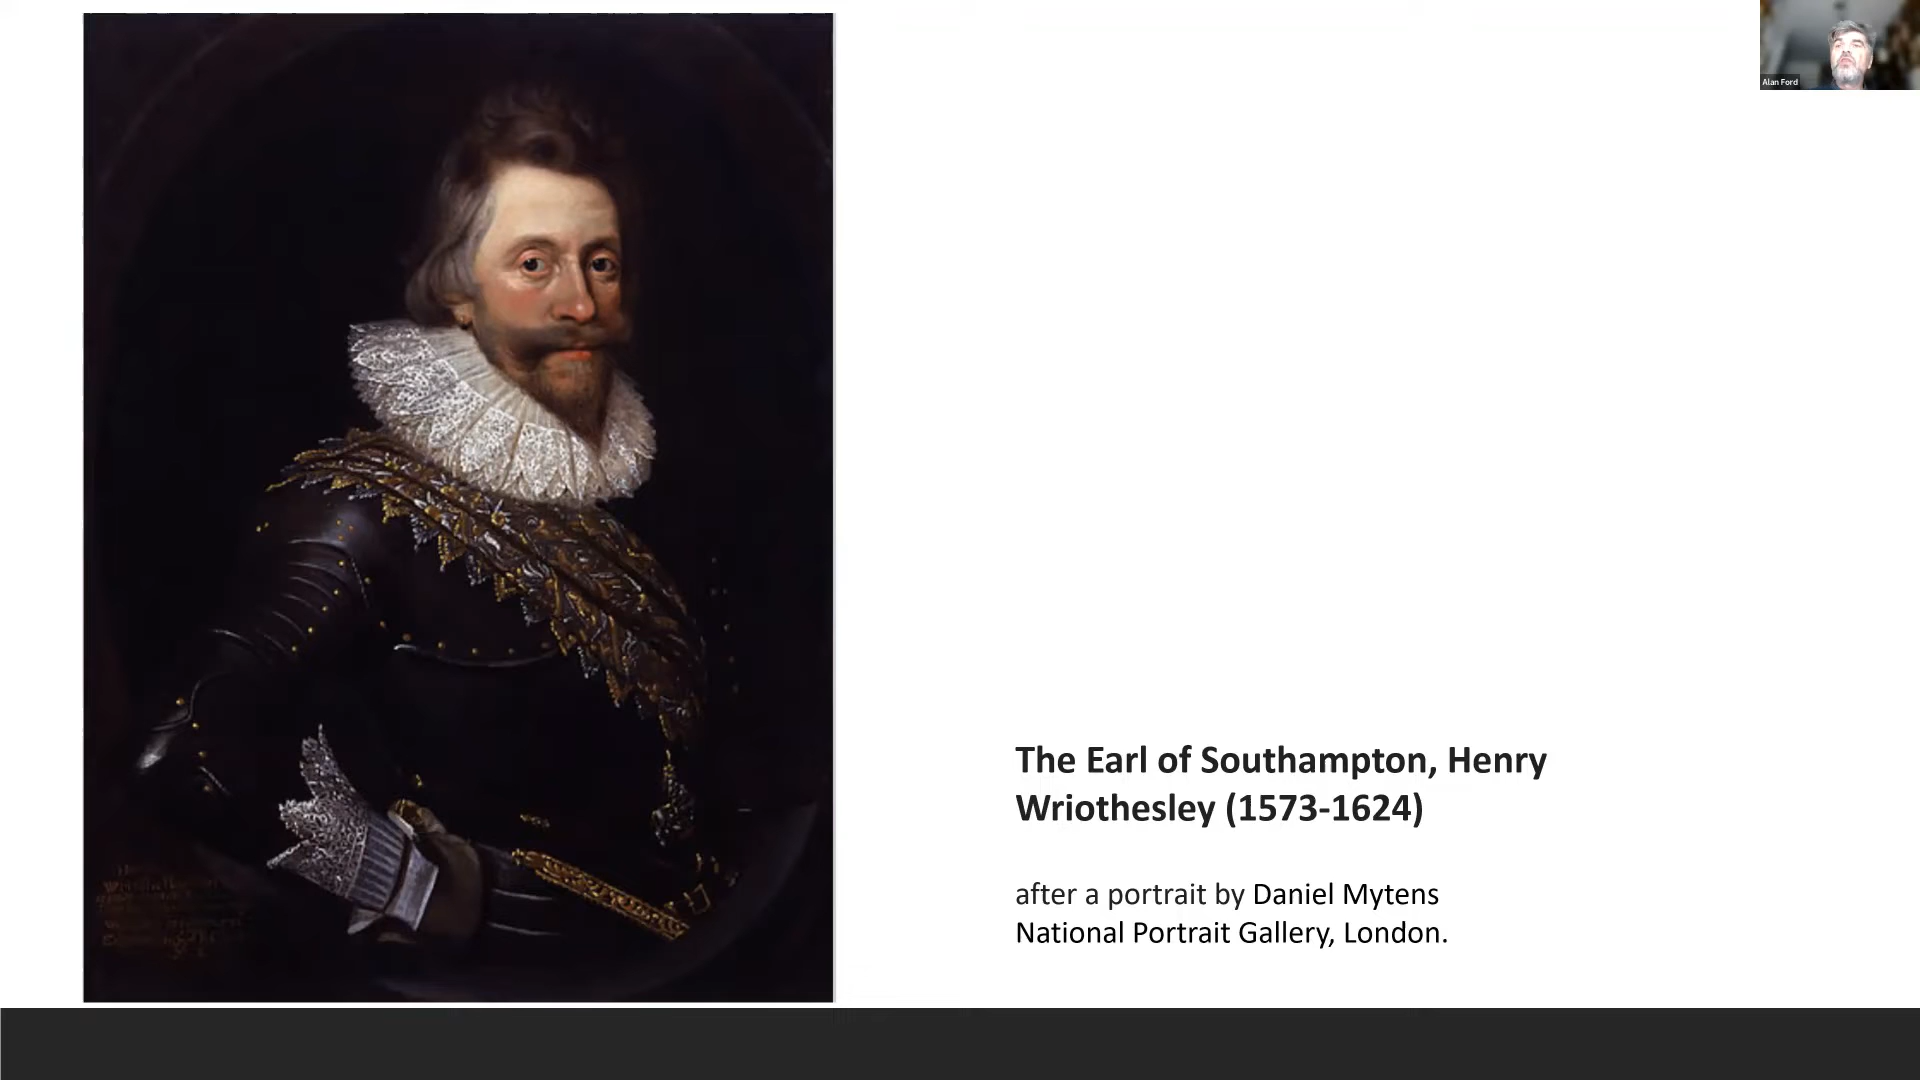 Alan Ford
The Earl of Southampton, Henry
Wriothesley (1573-1624)
after a portrait by Daniel Mytens
National Portrait Gallery, London.